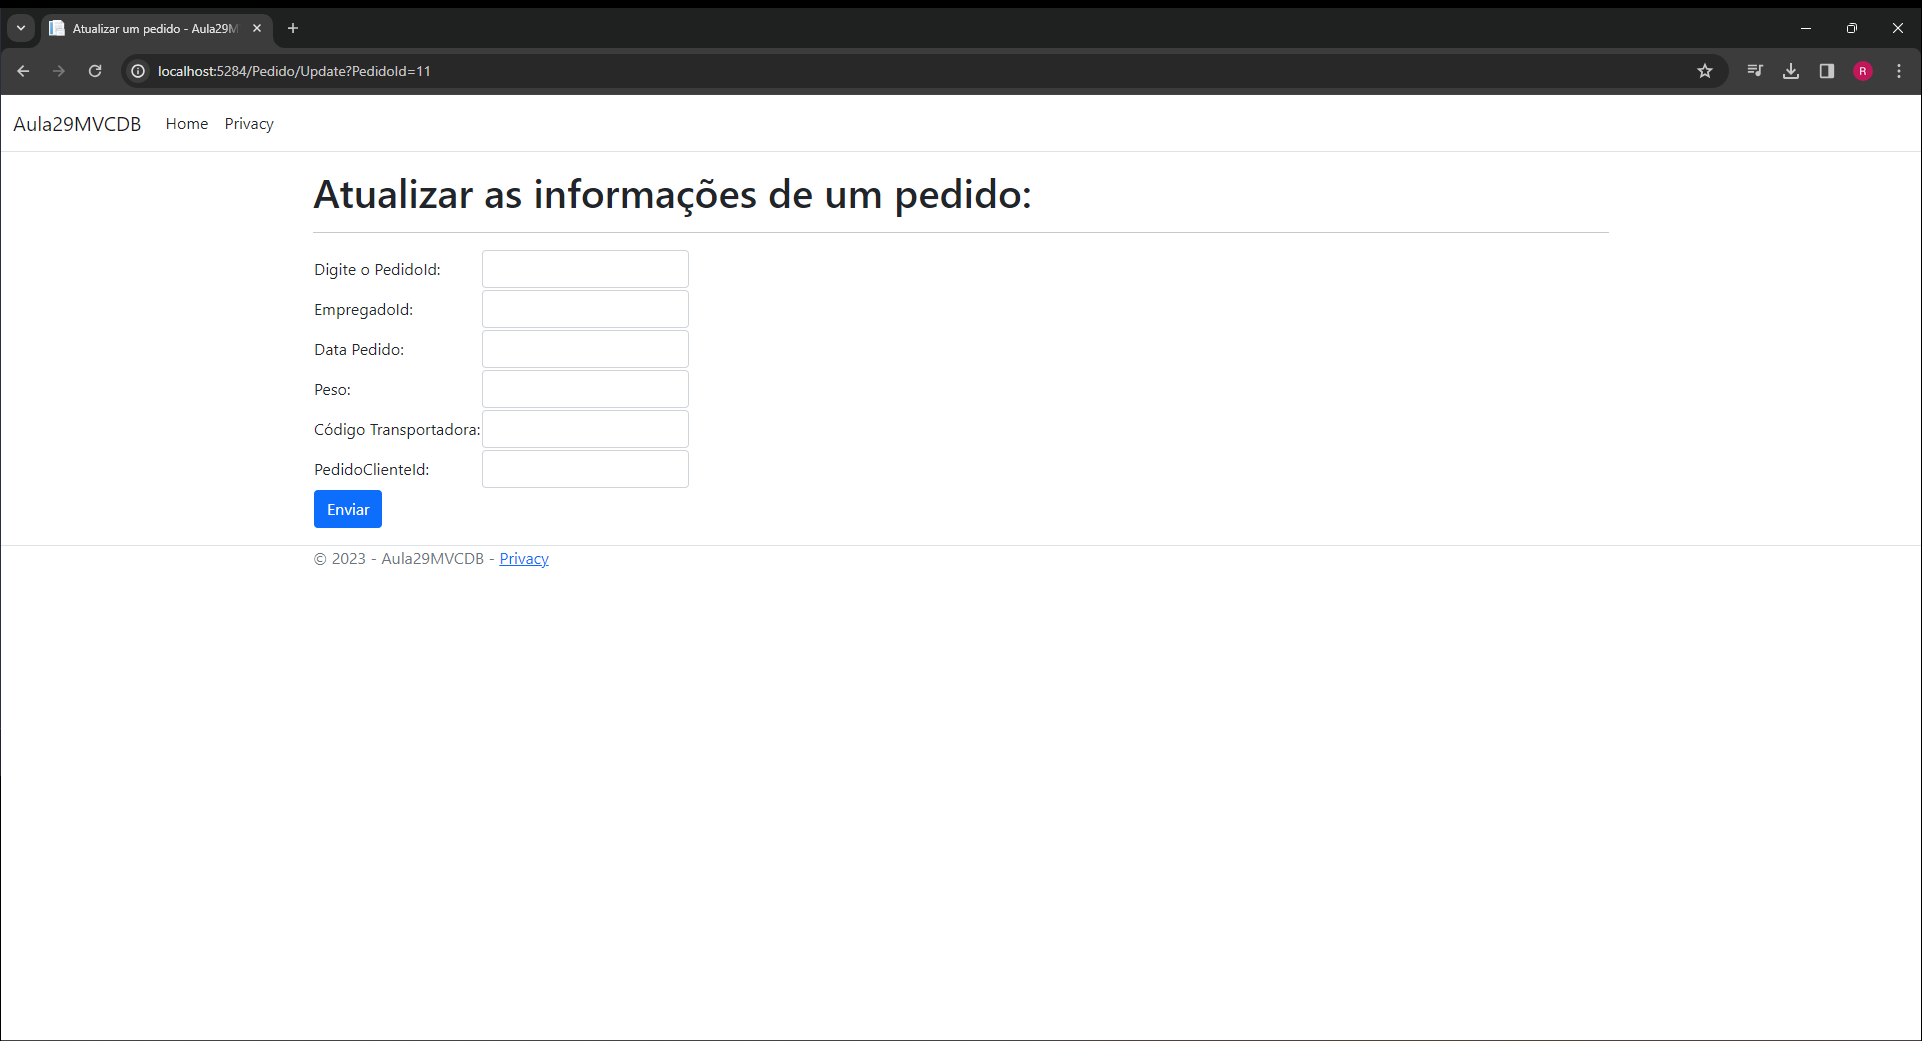 Atualizar um pedido - Aula29M
localhost:5284/Pedido/Update?PedidoId=11
R
Aula29MVCDB Home Privacy
Atualizar as informações de um pedido:
Digite o PedidoId:
EmpregadoId:
Data Pedido:
Peso:
Código Transportadora:
PedidoClienteId:
Enviar
© 2023 - Aula29MVCDB - Privacy